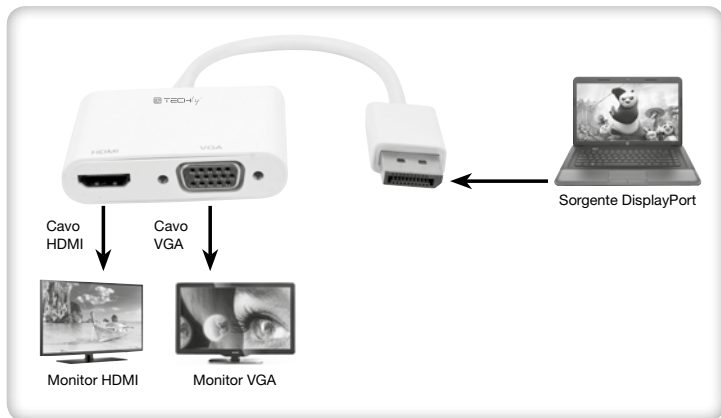 TECHly
HDMI
VGA
Sorgente DisplayPort
Cavo
HDMI
Cavo
VGA
Monitor HDMI
Monitor VGA